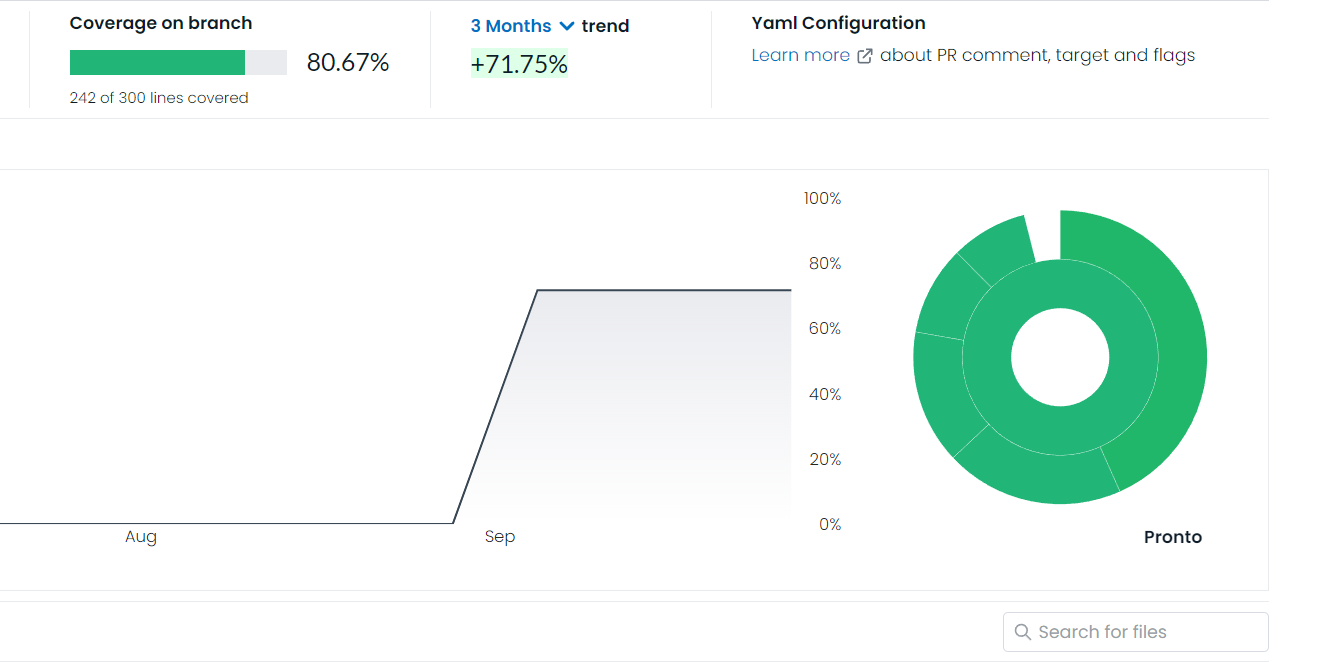 Coverage on branch
80.67%
242 of 300 lines covered
3 Months trend
+71.75%
Yaml Configuration
Learn more about PR comment, target and flags
100%
80%
60%
40%
20%
0%
Aug
Sep
Pronto
Search for files